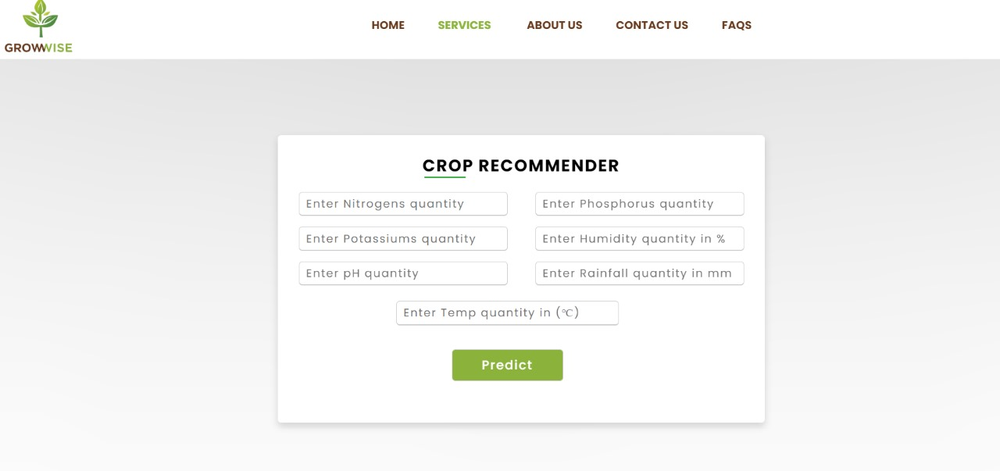 HOME SERVICES ABOUT US CONTACT US FAQS
GROWWISE
CROP RECOMMENDER
Enter Nitrogens quantity Enter Phosphorus quantity
Enter Potassiums quantity Enter Humidity quantity in %
Enter pH quantity Enter Rainfall quantity in mm
Enter Temp quantity in (℃)
Predict